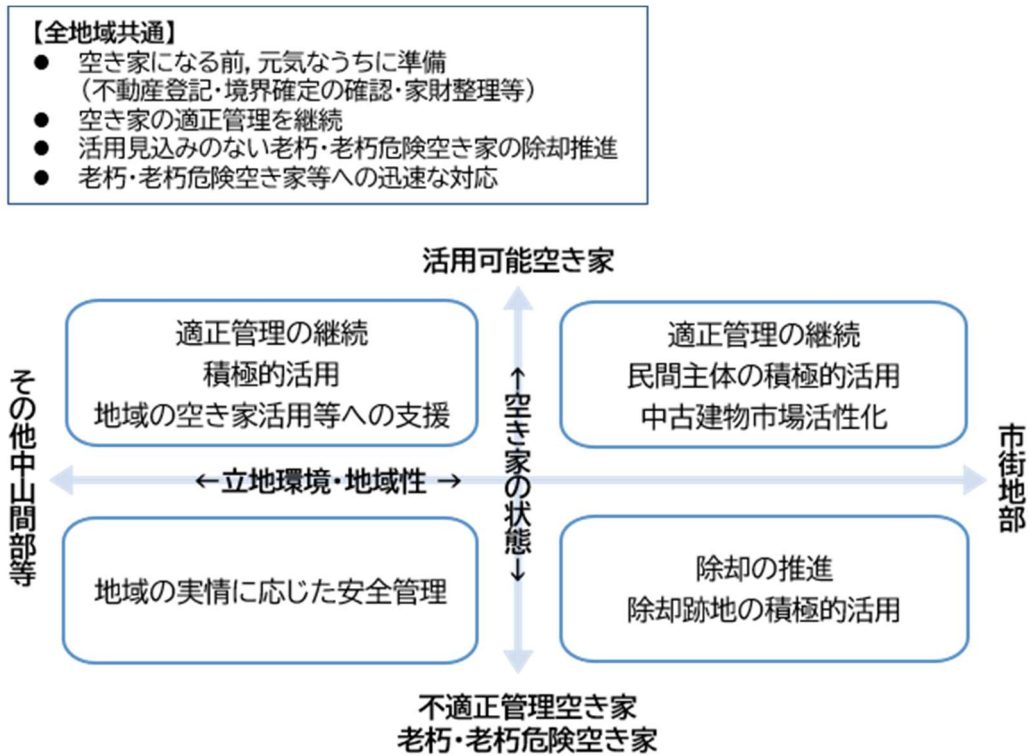 【全地域共通】
● 空き家になる前,元気なうちに準備
（不動産登記・境界確定の確認・家財整理等）
● 空き家の適正管理を継続
● 活用見込みのない老朽・老朽危険空き家の除却推進
● 老朽・老朽危険空き家等への迅速な対応
活用可能空き家
適正管理の継続
積極的活用
地域の空き家活用等への支援
適正管理の継続
民間主体の積極的活用
中古建物市場活性化
その他中山間部等
←立地環境・地域性 →
←空き家の状態→
市街地部
地域の実情に応じた安全管理
除却の推進
除却跡地の積極的活用
不適正管理空き家
老朽・老朽危険空き家